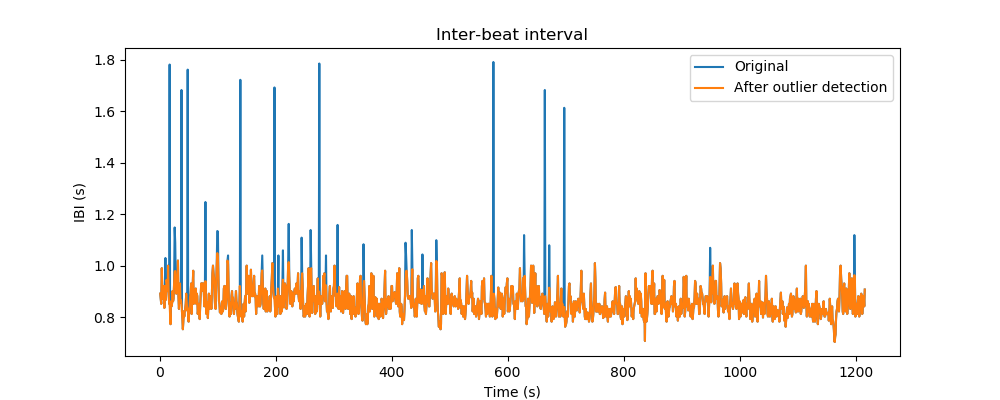 Inter-beat interval
Original
After outlier detection
1.8
1.6
1.4
1.2
1.0
0.8
IBI (s)
0 200 400 600 800 1000 1200
Time (s)